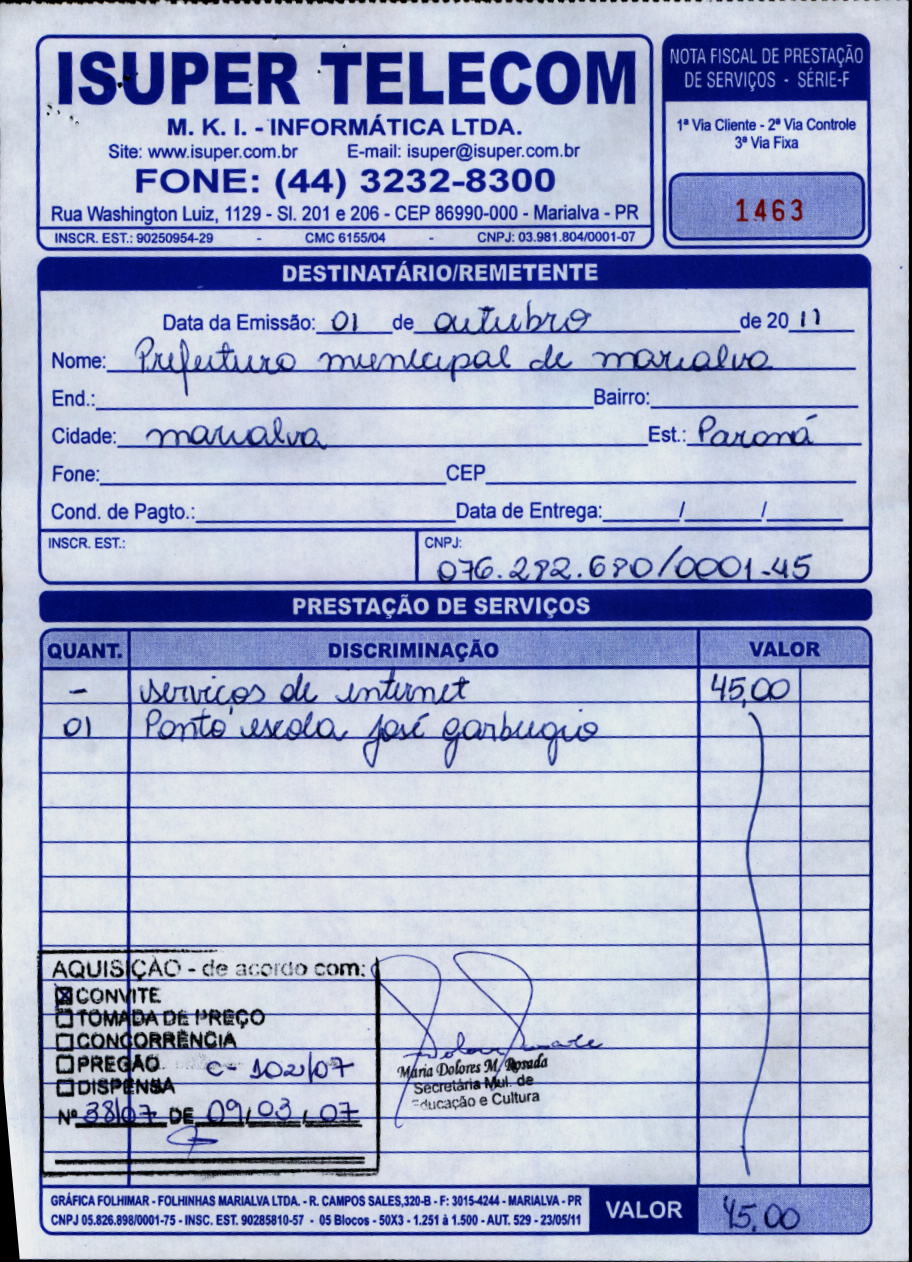 ISUPER TELECOM
M. K. I. - INFORMÁTICA LTDA.
Site: www.isuper.com.br E-mail: isuper@isuper.com.br
FONE: (44) 3232-8300
Rua Washington Luiz, 1129 - Sl. 201 e 206 - CEP 86990-000 - Marialva - PR
INSCR. EST.: 90250954-29 - CMC 6155/04 - CNPJ: 03.981.804/0001-07
NOTA FISCAL DE PRESTAÇÃO
DE SERVIÇOS - SÉRIE-F
1ª Via Cliente - 2ª Via Controle
3ª Via Fixa
1463
DESTINATÁRIO/REMETENTE
Data da Emissão: 01 de outubro de 2011
Nome: Prefeitura municipal de marialva
End.: Bairro:
Cidade: marialva Est.: Paraná
Fone: CEP
Cond. de Pagto.: Data de Entrega: / /
INSCR. EST.: CNPJ:
076.282.680/0001-45
PRESTAÇÃO DE SERVIÇOS
QUANT. DISCRIMINAÇÃO VALOR
- serviços de internet 45,00
01 Ponto escola josé garbugio
AQUISIÇÃO - de acordo com:
CONVITE
TOMADA DE PREÇO
CONCORRÊNCIA
PREGÃO C- 102/07
DISPENSA
Nº 38/07 DE 09/03/07
Maria Dolores M. Rosada
Secretária Mul. de
Educação e Cultura
GRÁFICA FOLHIMAR - FOLHINHAS MARIALVA LTDA. - R. CAMPOS SALES,320-B - F: 3015-4244 - MARIALVA - PR
CNPJ 05.826.898/0001-75 - INSC. EST. 90285810-57 - 05 Blocos - 50X3 - 1.251 à 1.500 - AUT. 529 - 23/05/11
VALOR 45,00